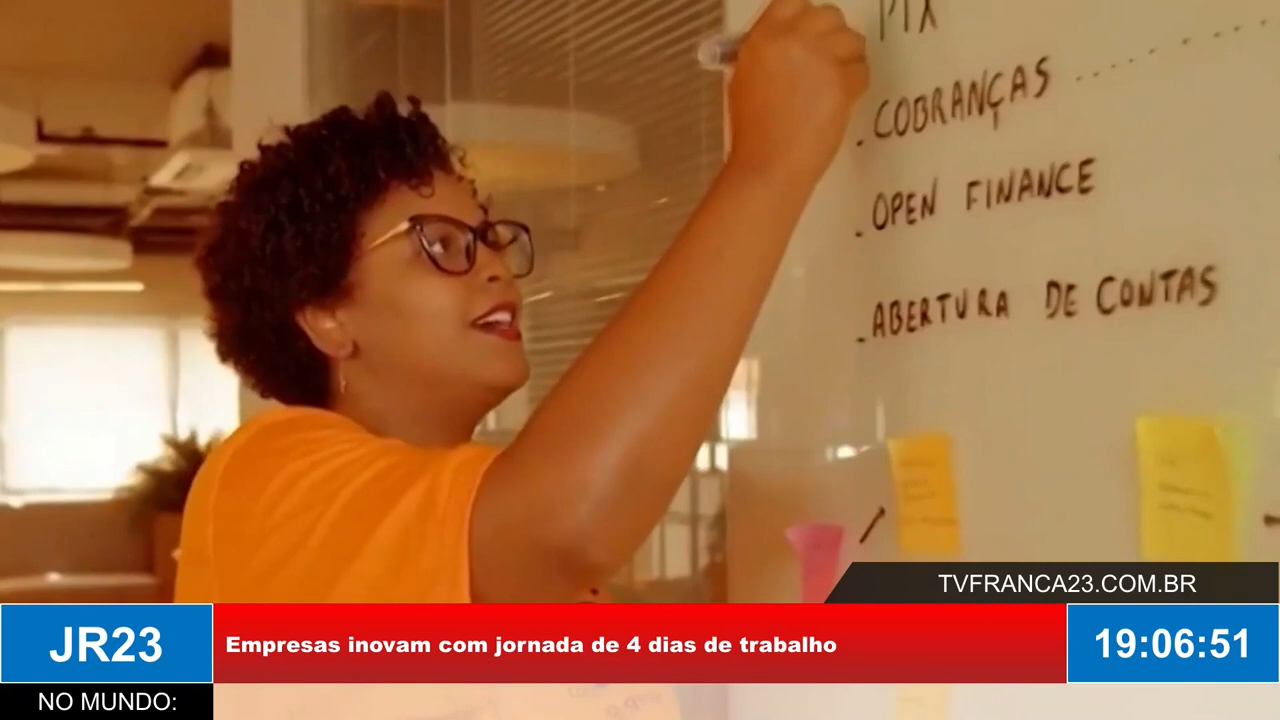 PIX
COBRANÇAS
OPEN FINANCE
ABERTURA DE CONTAS
TVFRANCA23.COM.BR
JR23
Empresas inovam com jornada de 4 dias de trabalho
19:06:51
NO MUNDO: